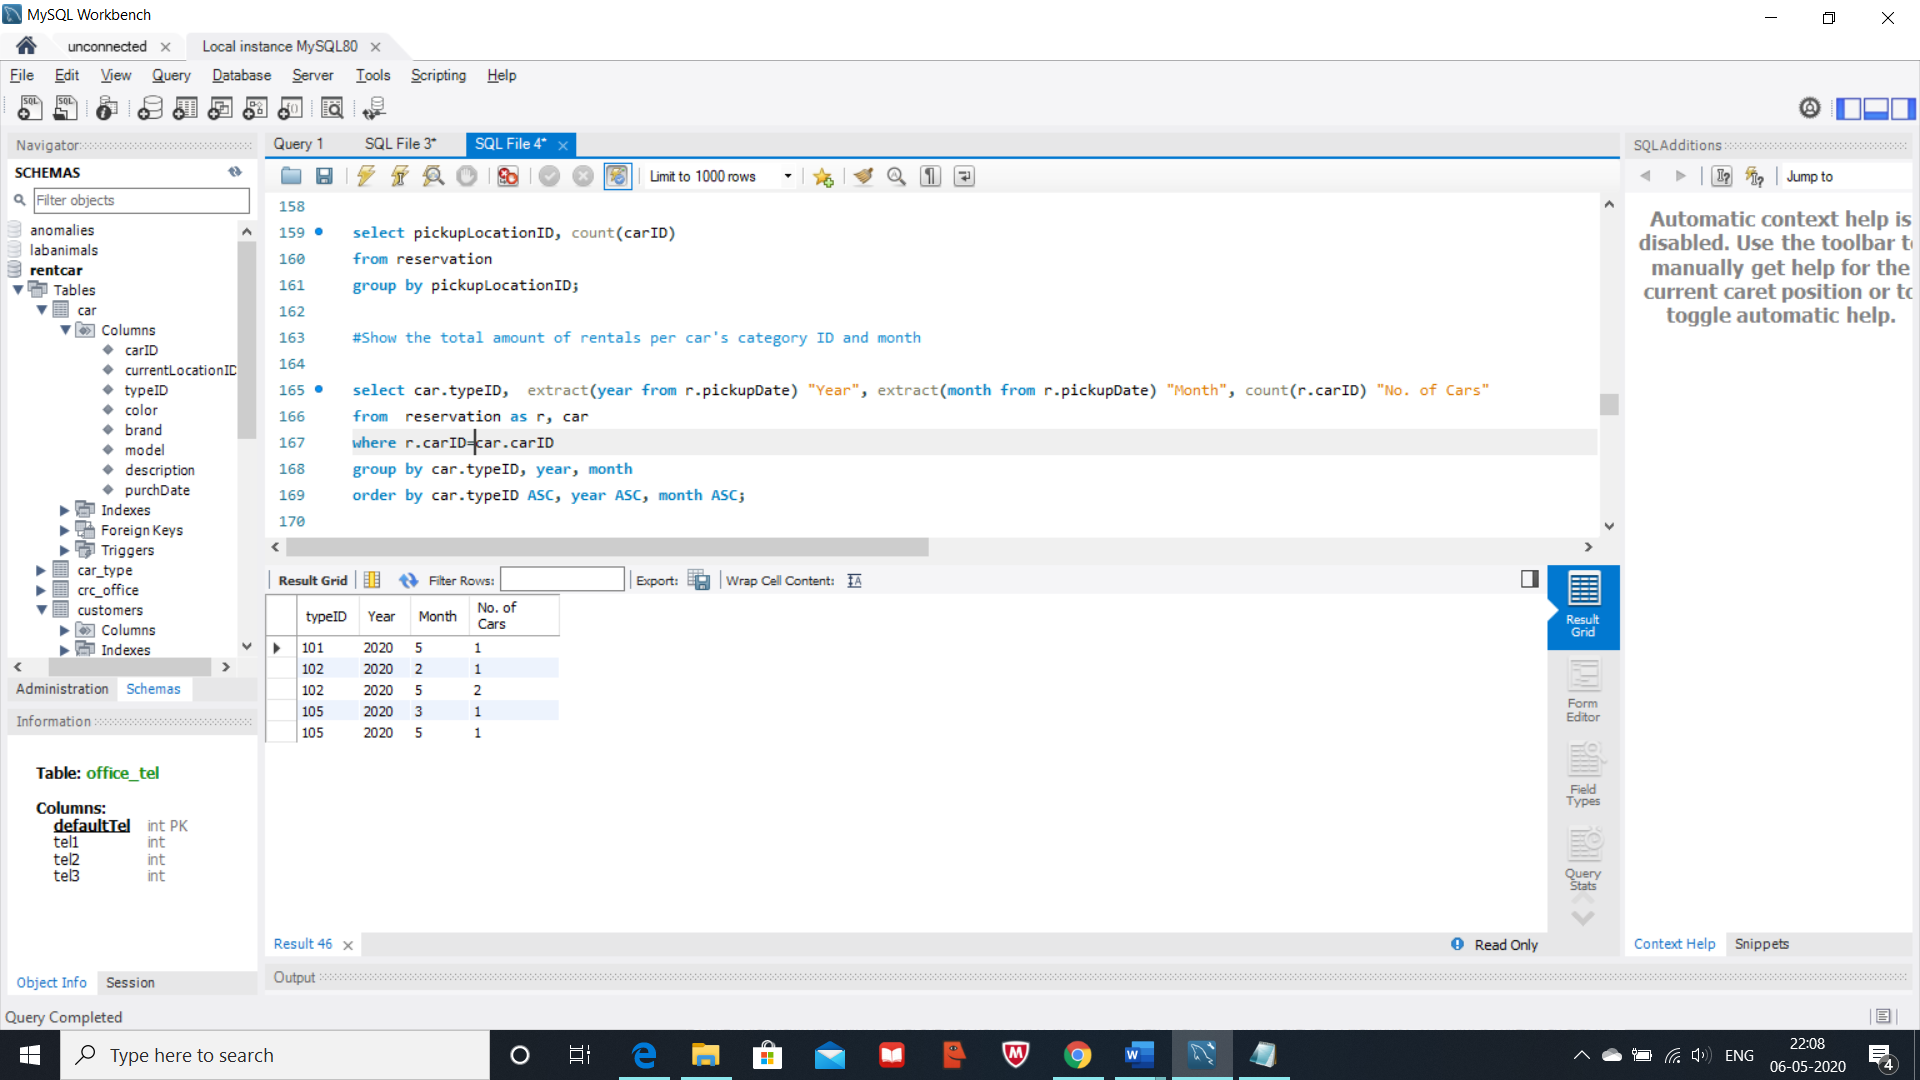 MySQL Workbench
unconnected
Local instance MySQL80
File Edit View Query Database Server Tools Scripting Help
Navigator
SCHEMAS
Filter objects
anomalies
labanimals
rentcar
Tables
car
Columns
carID
currentLocationID
typeID
color
brand
model
description
purchDate
Indexes
Foreign Keys
Triggers
car_type
crc_office
customers
Columns
Indexes
Administration Schemas
Information
Table: office_tel
Columns:
defaultTel int PK
tel1 int
tel2 int
tel3 int
Object Info Session
Query Completed
Query 1 SQL File 3* SQL File 4*
Limit to 1000 rows
158
159 select pickupLocationID, count(carID)
160 from reservation
161 group by pickupLocationID;
162
163 #Show the total amount of rentals per car's category ID and month
164
165 select car.typeID, extract(year from r.pickupDate) "Year", extract(month from r.pickupDate) "Month", count(r.carID) "No. of Cars"
166 from reservation as r, car
167 where r.carID=car.carID
168 group by car.typeID, year, month
169 order by car.typeID ASC, year ASC, month ASC;
170
Result Grid Filter Rows: Export: Wrap Cell Content:
typeID Year Month No. of Cars
101 2020 5 1
102 2020 2 1
102 2020 5 2
105 2020 3 1
105 2020 5 1
Result Grid
Form Editor
Field Types
Query Stats
Result 46
Read Only
Output
SQLAdditions
Jump to
Automatic context help is
disabled. Use the toolbar t
manually get help for the
current caret position or to
toggle automatic help.
Context Help Snippets
Type here to search
ENG
22:08
06-05-2020
4